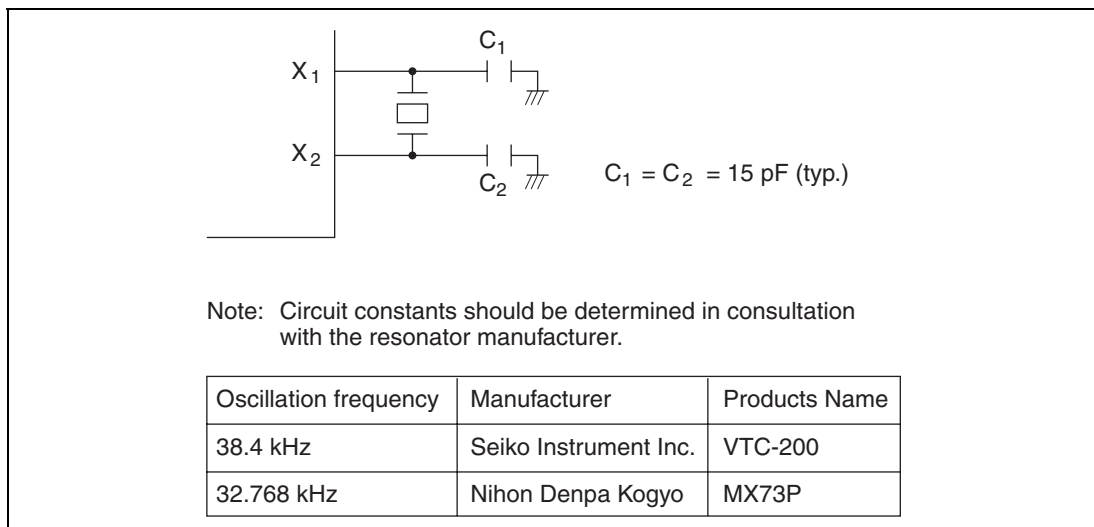 C1
X1
X2
C2
C1 = C2 = 15 pF (typ.)
Note: Circuit constants should be determined in consultation
with the resonator manufacturer.
Oscillation frequency Manufacturer Products Name
38.4 kHz Seiko Instrument Inc. VTC-200
32.768 kHz Nihon Denpa Kogyo MX73P